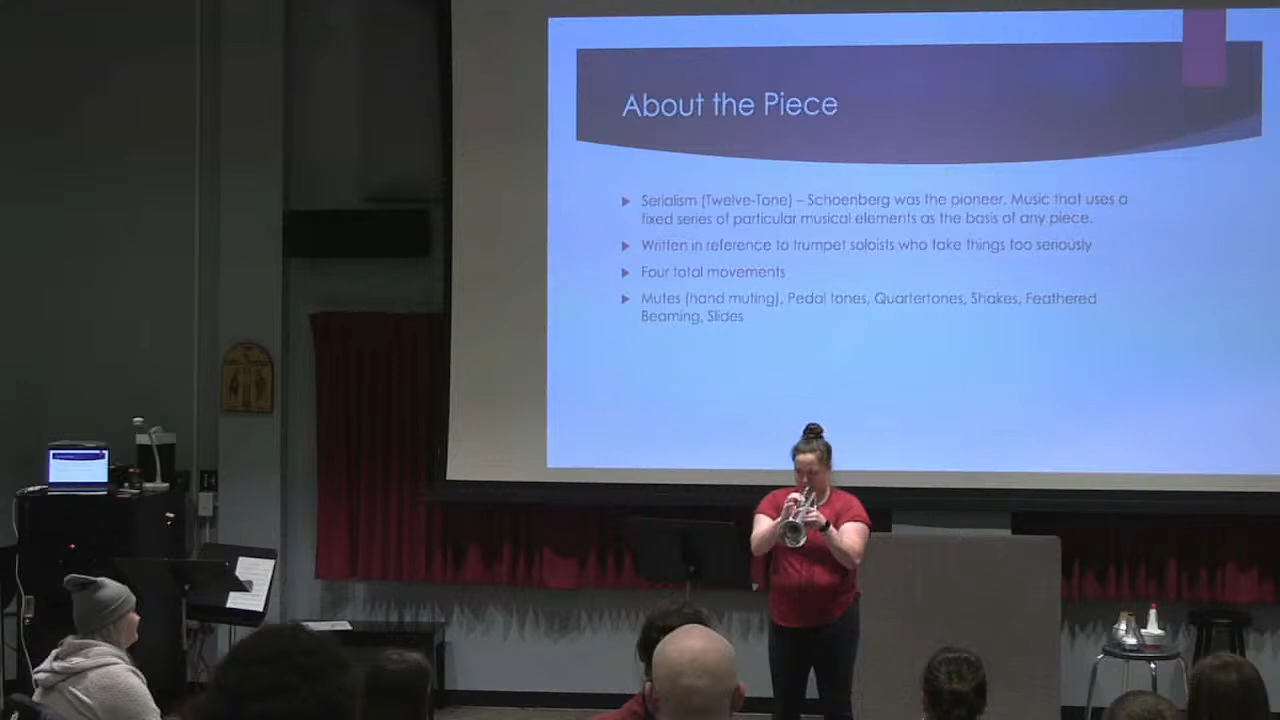 About the Piece
Serialism (Twelve-Tone) – Schoenberg was the pioneer. Music that uses a
fixed series of particular musical elements as the basis of any piece.
Written in reference to trumpet soloists who take things too seriously
Four total movements
Mutes (hand muting), Pedal tones, Quartertones, Shakes, Feathered
Beaming, Slides